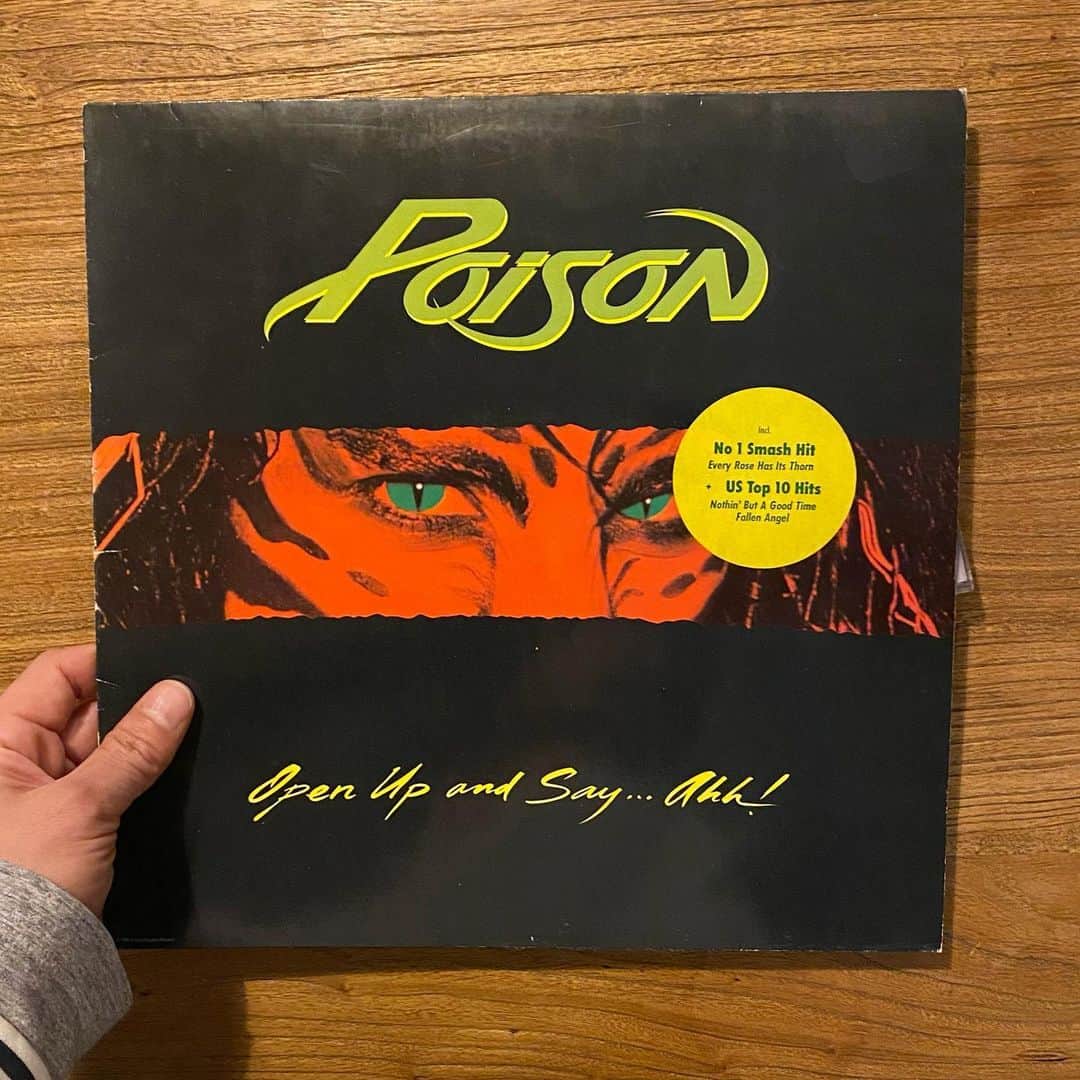 Poison
incl.
No 1 Smash Hit
Every Rose Has Its Thorn
+ US Top 10 Hits
Nothin' But A Good Time
Fallen Angel
Open Up and Say... Ahh!